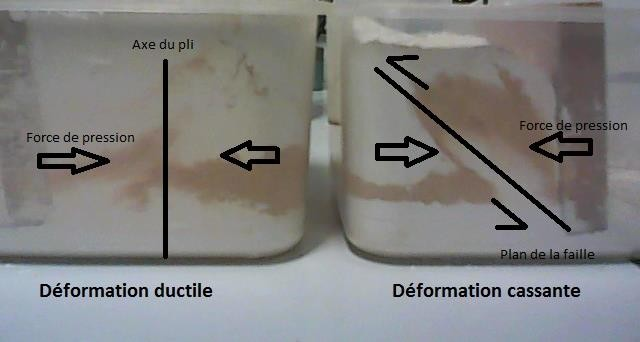 Axe du pli
Force de pression
Force de pression
Plan de la faille
Déformation ductile
Déformation cassante